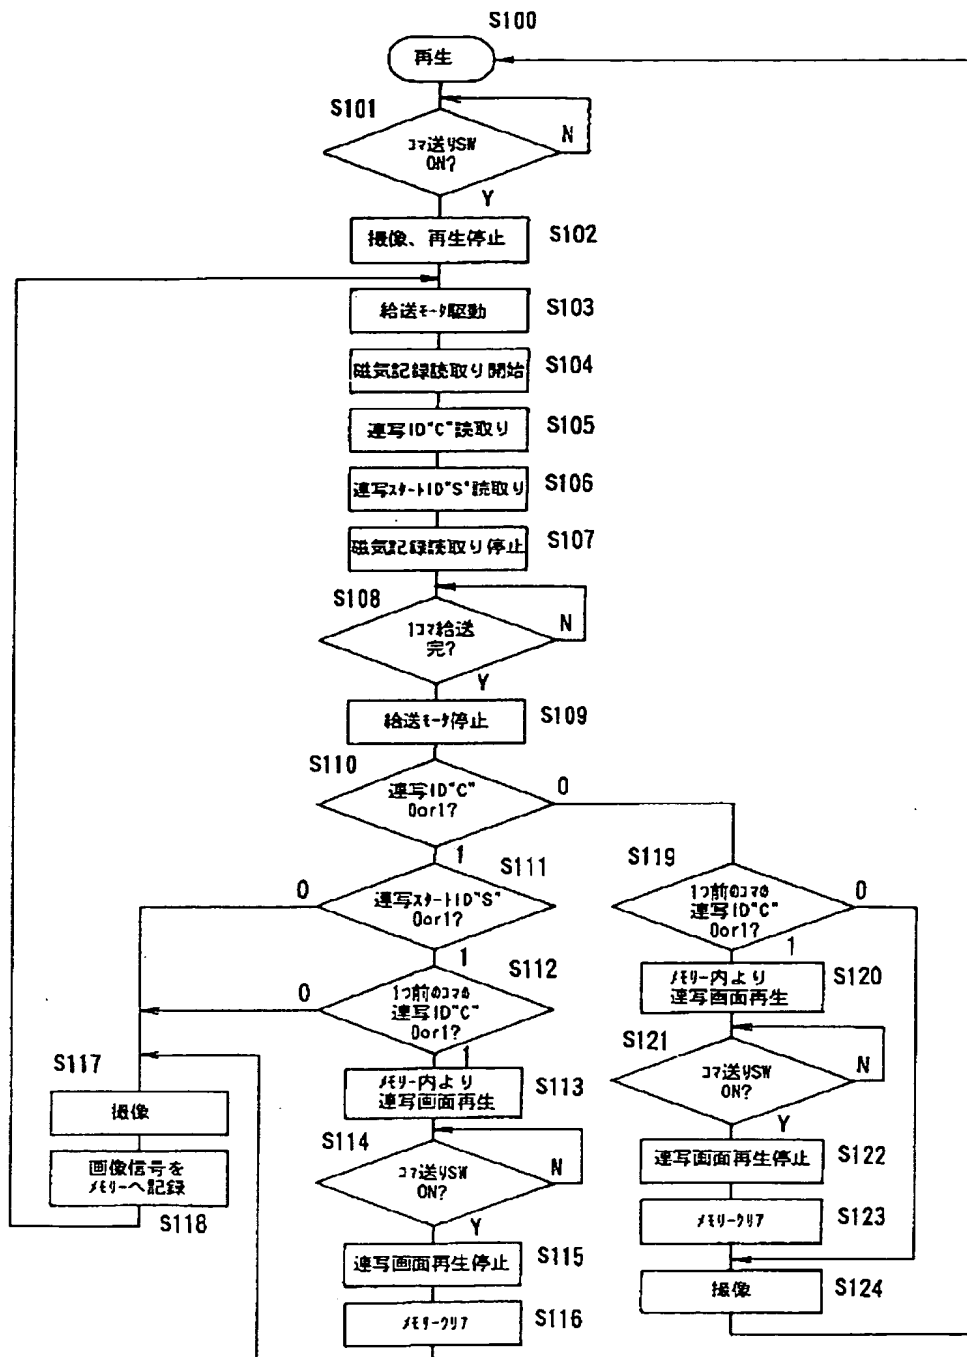 S100
再生
S101
コマ送りSW
ON?
N
Y
撮像、再生停止
S102
給送モータ駆動
S103
磁気記録読取り開始
S104
連写ID"C"読取り
S105
連写スタートID"S"読取り
S106
磁気記録読取り停止
S107
S108
1コマ給送
完?
N
Y
給送モータ停止
S109
S110
連写ID"C"
0or1?
0
1
S111
連写スタートID"S"
0or1?
0
1
S112
1つ前のコマの
連写ID"C"
0or1?
0
1
メモリー内より
連写画面再生
S113
S114
コマ送りSW
ON?
N
Y
連写画面再生停止
S115
メモリークリア
S116
S117
撮像
画像信号を
メモリーへ記録
S118
S119
1つ前のコマの
連写ID"C"
0or1?
0
1
メモリー内より
連写画面再生
S120
S121
コマ送りSW
ON?
N
Y
連写画面再生停止
S122
メモリークリア
S123
撮像
S124